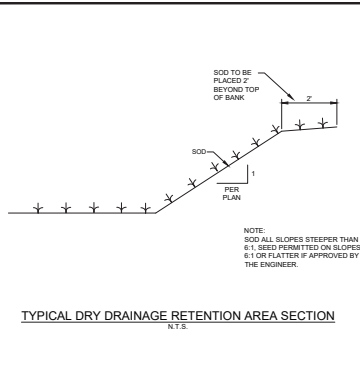 SOD TO BE
PLACED 2'
BEYOND TOP
OF BANK
2'
SOD
1
PER
PLAN
NOTE:
SOD ALL SLOPES STEEPER THAN
6:1, SEED PERMITTED ON SLOPES
6:1 OR FLATTER IF APPROVED BY
THE ENGINEER.
TYPICAL DRY DRAINAGE RETENTION AREA SECTION
N.T.S.